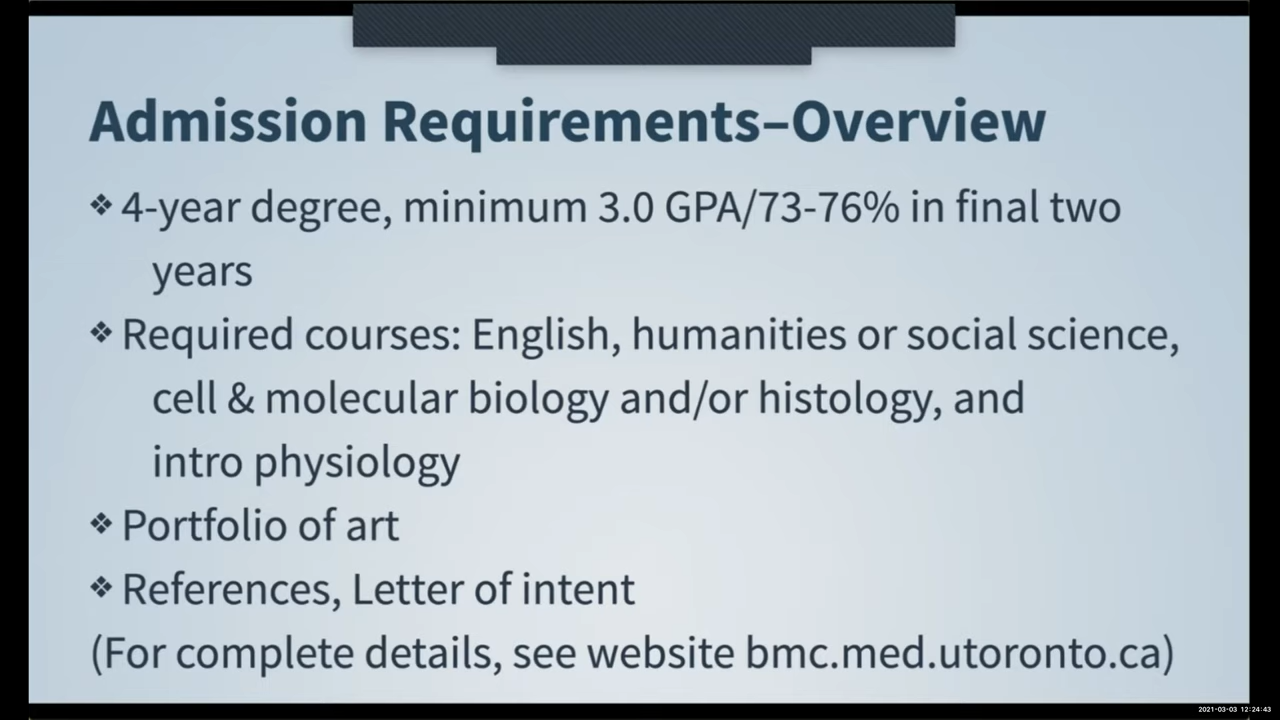 Admission Requirements–Overview
❖ 4-year degree, minimum 3.0 GPA/73-76% in final two
years
❖ Required courses: English, humanities or social science,
cell & molecular biology and/or histology, and
intro physiology
❖ Portfolio of art
❖ References, Letter of intent
(For complete details, see website bmc.med.utoronto.ca)
2021-03-03 12:24:43